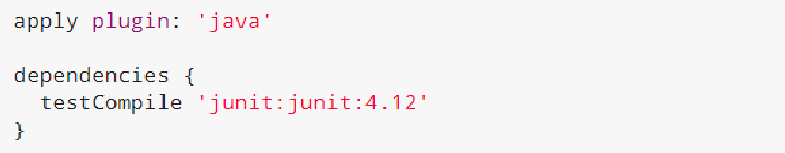 apply plugin: 'java'
dependencies {
  testCompile 'junit:junit:4.12'
}